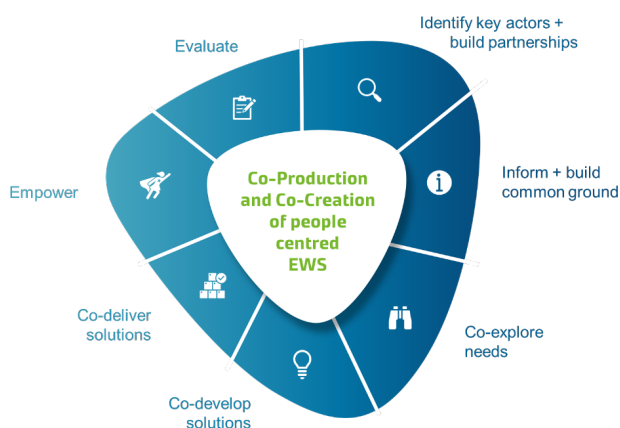 Identify key actors +
build partnerships
Inform + build
common ground
Co-explore
needs
Co-develop
solutions
Co-deliver
solutions
Empower
Evaluate
Co-Production
and Co-Creation
of people
centred
EWS